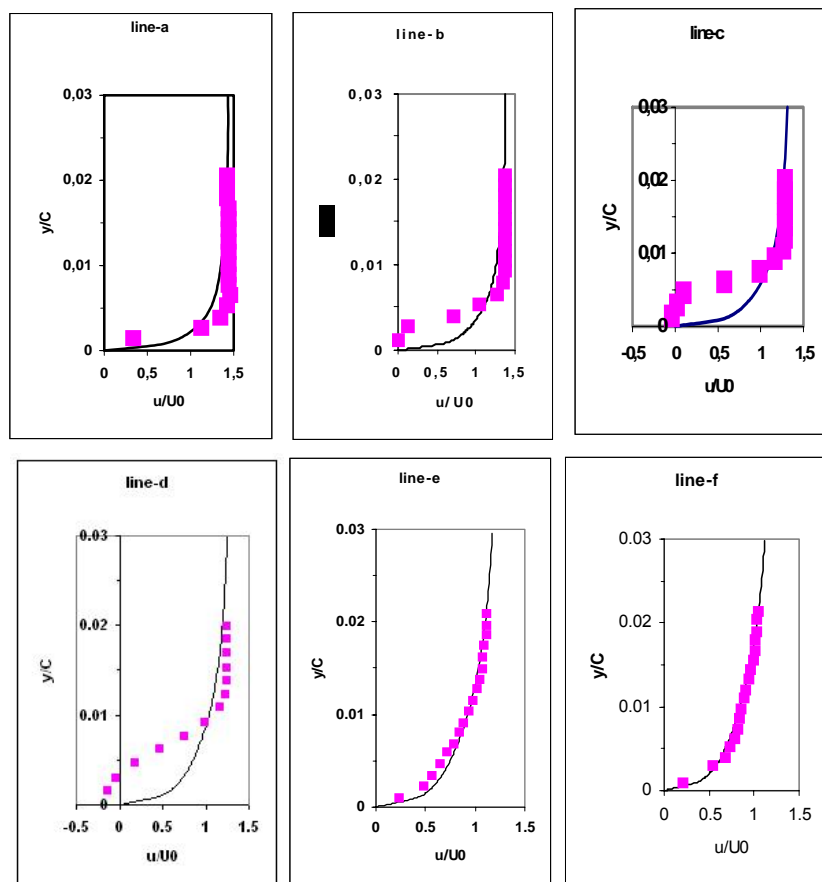 line-a
0,03
0,02
0,01
0
y/C
0 0,5 1 1,5
u/U0
line-b
0,03
0,02
0,01
0
0 0,5 1 1,5
u/U0
line-c
0,03
0,02
0,01
0
y/C
-0,5 0 0,5 1 1,5
u/U0
line-d
0.03
0.02
0.01
0
y/C
-0.5 0 0.5 1 1.5
u/U0
line-e
0.03
0.02
0.01
0
y/C
0 0.5 1 1.5
u/U0
line-f
0.03
0.02
0.01
0
y/C
0 0.5 1 1.5
u/U0